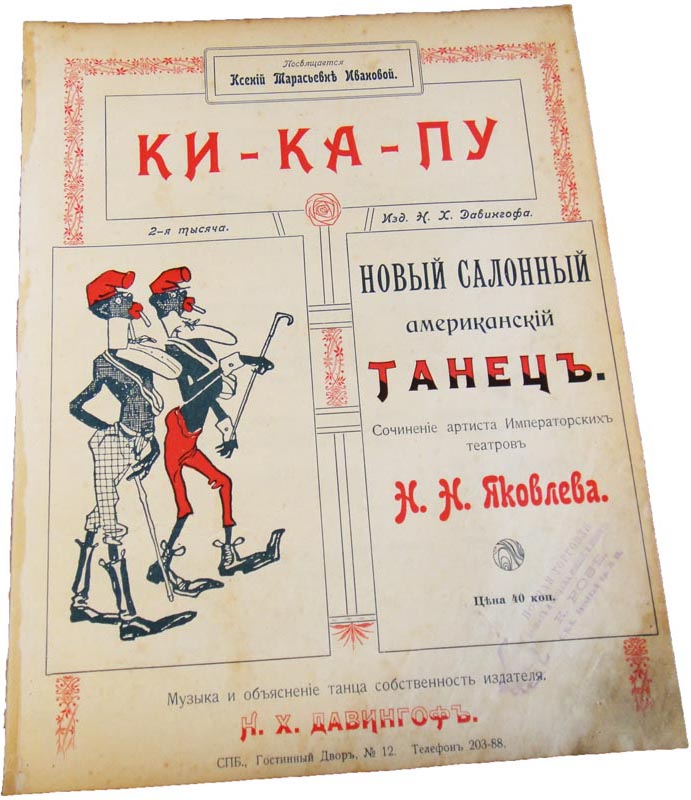 Посвящается
Ксеніи Тарасьевнѣ Ивановой.
КИ-КА-ПУ
2-я тысяча.
Изд. Н. Х. Давингофа.
НОВЫЙ САЛОННЫЙ
американскій
ТАНЕЦЪ.
Сочиненіе артиста Императорскихъ
театровъ
Н. Н. Яковлева.
Цѣна 40 коп.
Музыка и объясненіе танца собственность издателя.
Н. Х. ДАВИНГОФЪ.
СПБ., Гостинный Дворъ, № 12. Телефонъ 203-88.